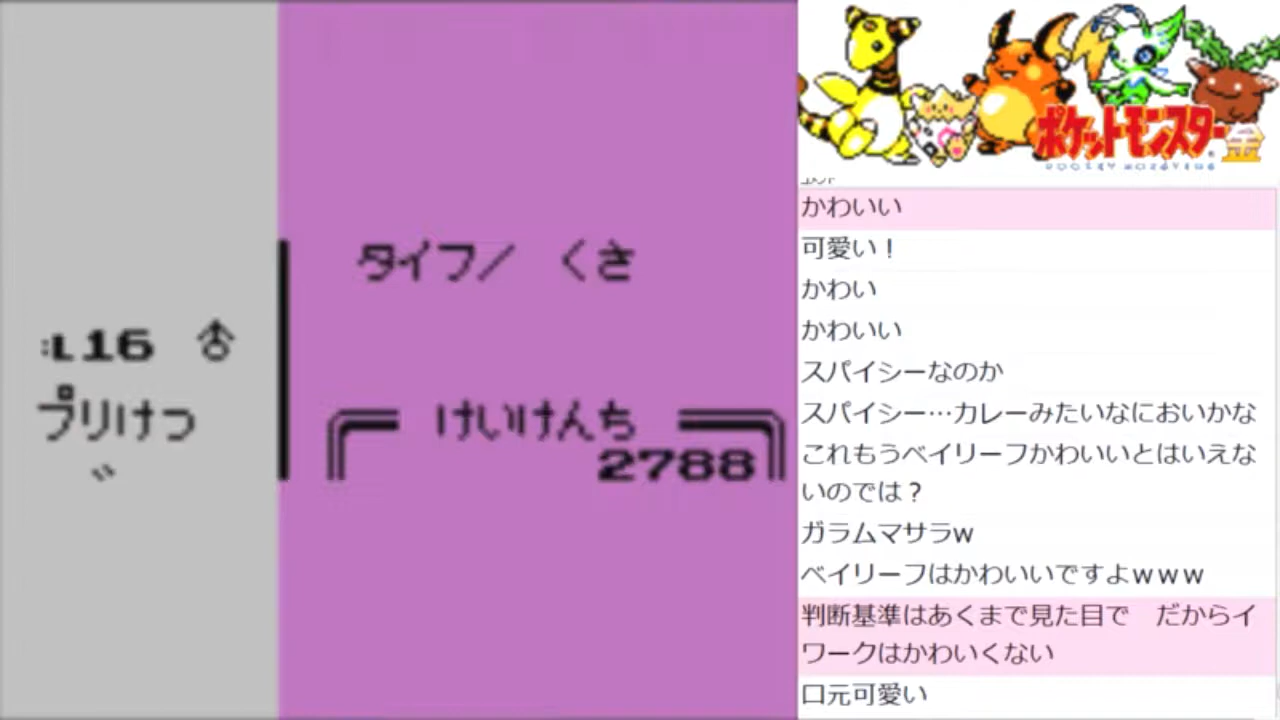 タイプ/ くさ
:L16 ♂
プりけつ
けいけんち
2788
ポケットモンスター金
かわいい
可愛い！
かわい
かわいい
スパイシーなのか
スパイシー…カレーみたいなにおいかな
これもうベイリーフかわいいとはいえな
いのでは？
ガラムマサラw
ベイリーフはかわいいですよｗｗｗ
判断基準はあくまで見た目で　だからイ
ワークはかわいくない
口元可愛い